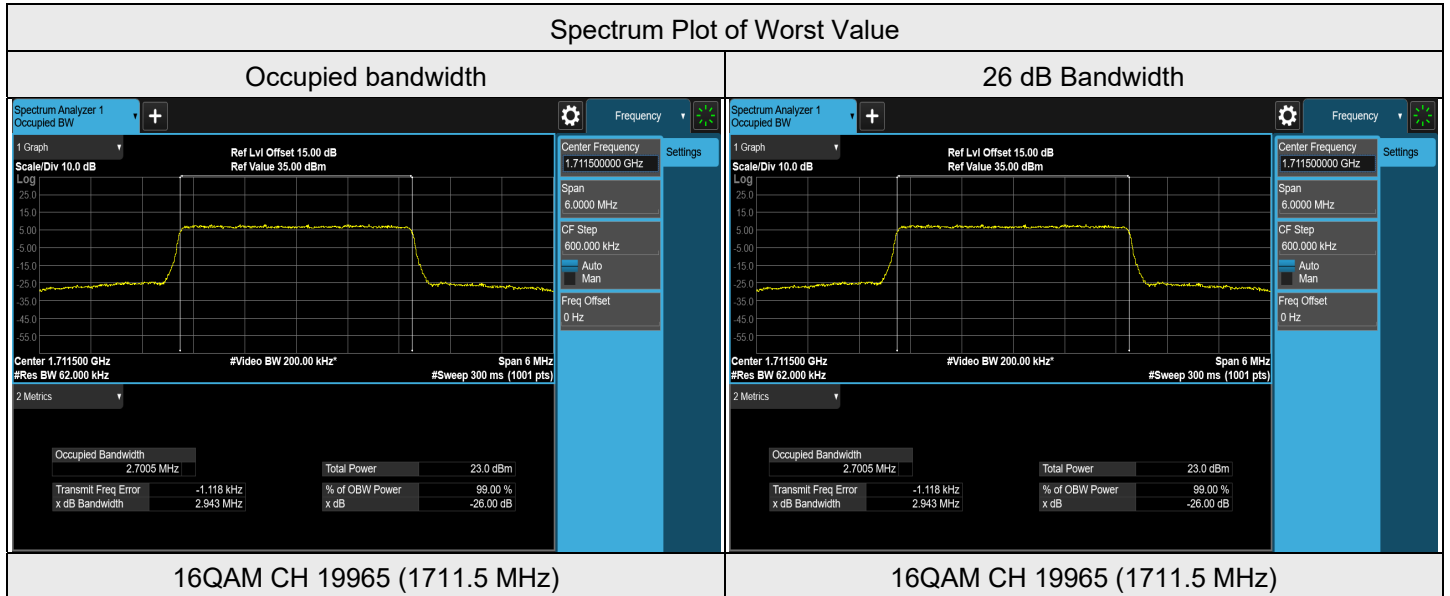 Spectrum Plot of Worst Value
Occupied bandwidth
26 dB Bandwidth
Spectrum Analyzer 1
Occupied BW
+
Frequency
1 Graph
Scale/Div 10.0 dB
Ref Lvl Offset 15.00 dB
Ref Value 35.00 dBm
Log
25.0
15.0
5.00
-5.00
-15.0
-25.0
-35.0
-45.0
-55.0
Center 1.711500 GHz
#Video BW 200.00 kHz*
Span 6 MHz
#Res BW 62.000 kHz
#Sweep 300 ms (1001 pts)
Center Frequency
1.711500000 GHz
Settings
Span
6.0000 MHz
CF Step
600.000 kHz
Auto
Man
Freq Offset
0 Hz
2 Metrics
Occupied Bandwidth
2.7005 MHz
Total Power 23.0 dBm
Transmit Freq Error -1.118 kHz
% of OBW Power 99.00 %
x dB Bandwidth 2.943 MHz
x dB -26.00 dB
Spectrum Analyzer 1
Occupied BW
+
Frequency
1 Graph
Scale/Div 10.0 dB
Ref Lvl Offset 15.00 dB
Ref Value 35.00 dBm
Log
25.0
15.0
5.00
-5.00
-15.0
-25.0
-35.0
-45.0
-55.0
Center 1.711500 GHz
#Video BW 200.00 kHz*
Span 6 MHz
#Res BW 62.000 kHz
#Sweep 300 ms (1001 pts)
Center Frequency
1.711500000 GHz
Settings
Span
6.0000 MHz
CF Step
600.000 kHz
Auto
Man
Freq Offset
0 Hz
2 Metrics
Occupied Bandwidth
2.7005 MHz
Total Power 23.0 dBm
Transmit Freq Error -1.118 kHz
% of OBW Power 99.00 %
x dB Bandwidth 2.943 MHz
x dB -26.00 dB
16QAM CH 19965 (1711.5 MHz)
16QAM CH 19965 (1711.5 MHz)